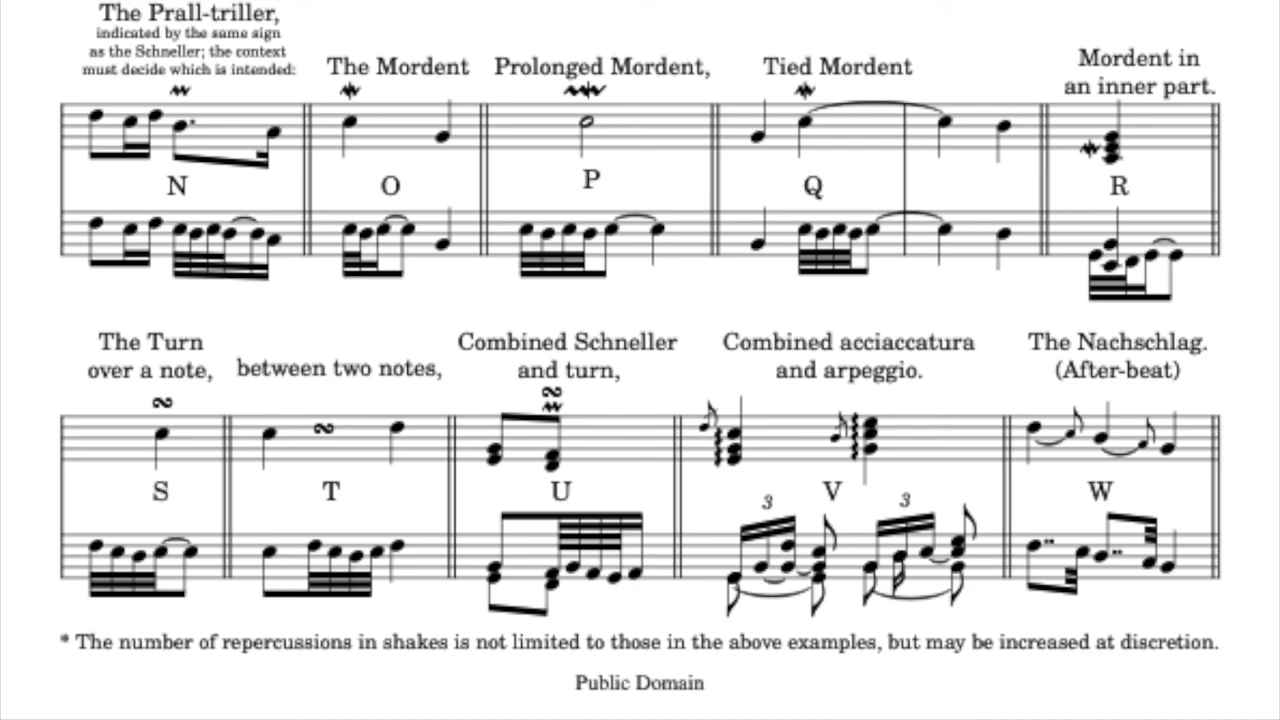 The Prall-triller,
indicated by the same sign
as the Schneller; the context
must decide which is intended:
The Mordent
Prolonged Mordent,
Tied Mordent
Mordent in
an inner part.
N
O
P
Q
R
The Turn
over a note,
between two notes,
Combined Schneller
and turn,
Combined acciaccatura
and arpeggio.
The Nachschlag.
(After-beat)
S
T
U
V
W
3
3
* The number of repercussions in shakes is not limited to those in the above examples, but may be increased at discretion.
Public Domain